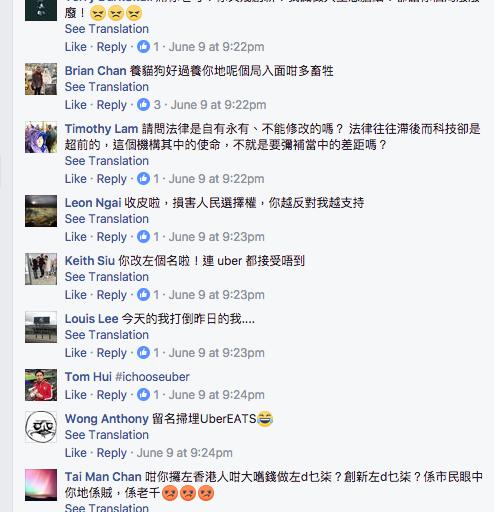 廢！😠😠😠
See Translation
Like · Reply · 1 · June 9 at 9:22pm
Brian Chan 養貓狗好過養你地呢個局入面咁多畜牲
See Translation
Like · Reply · 3 · June 9 at 9:22pm
Timothy Lam 請問法律是自有永有、不能修改的嗎？ 法律往往滯後而科技卻是
超前的，這個機構其中的使命，不就是要彌補當中的差距嗎？
See Translation
Like · Reply · 1 · June 9 at 9:22pm
Leon Ngai 收皮啦，損害人民選擇權，你越反對我越支持
See Translation
Like · Reply · 1 · June 9 at 9:23pm
Keith Siu 你改左個名啦！連 uber 都接受唔到
See Translation
Like · Reply · 1 · June 9 at 9:23pm
Louis Lee 今天的我打倒昨日的我....
See Translation
Like · Reply · 1 · June 9 at 9:23pm
Tom Hui #ichooseuber
Like · Reply · 1 · June 9 at 9:24pm
Wong Anthony 留名掃埋UberEATS😂
See Translation
Like · Reply · June 9 at 9:24pm
Tai Man Chan 咁你攞左香港人咁大嚿錢做左d乜柒？創新左d乜柒？係市民眼中
你地係賊，係老千😡😡😡
See Translation